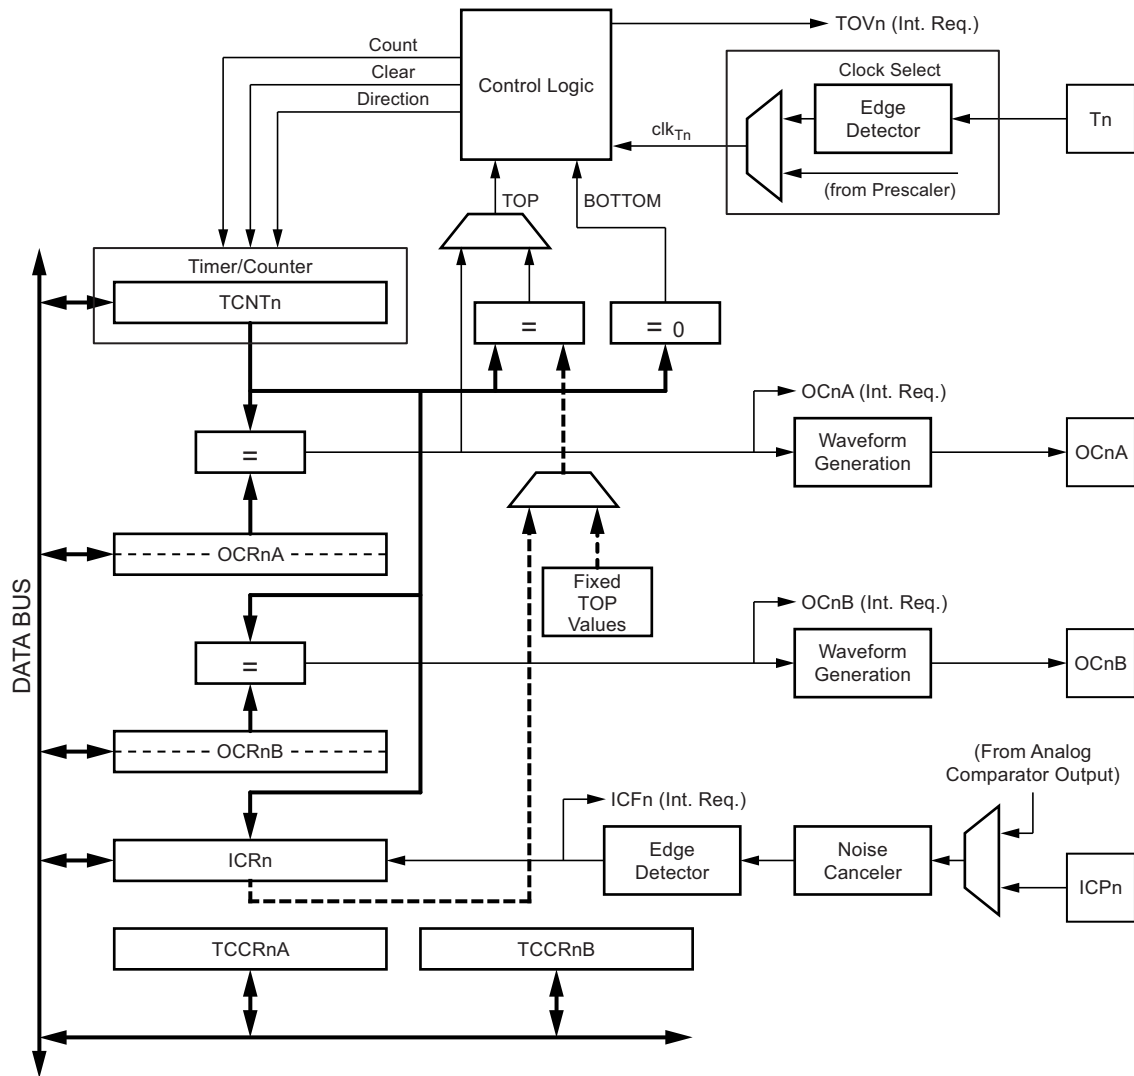 TOVn (Int. Req.)
Count
Clear
Direction
Control Logic
Clock Select
Edge
Detector
Tn
clkTn
(from Prescaler)
TOP
BOTTOM
Timer/Counter
TCNTn
=
= 0
OCnA (Int. Req.)
=
Waveform
Generation
OCnA
OCRnA
Fixed
TOP
Values
DATA BUS
OCnB (Int. Req.)
=
Waveform
Generation
OCnB
OCRnB
(From Analog
Comparator Output)
ICFn (Int. Req.)
ICRn
Edge
Detector
Noise
Canceler
ICPn
TCCRnA
TCCRnB